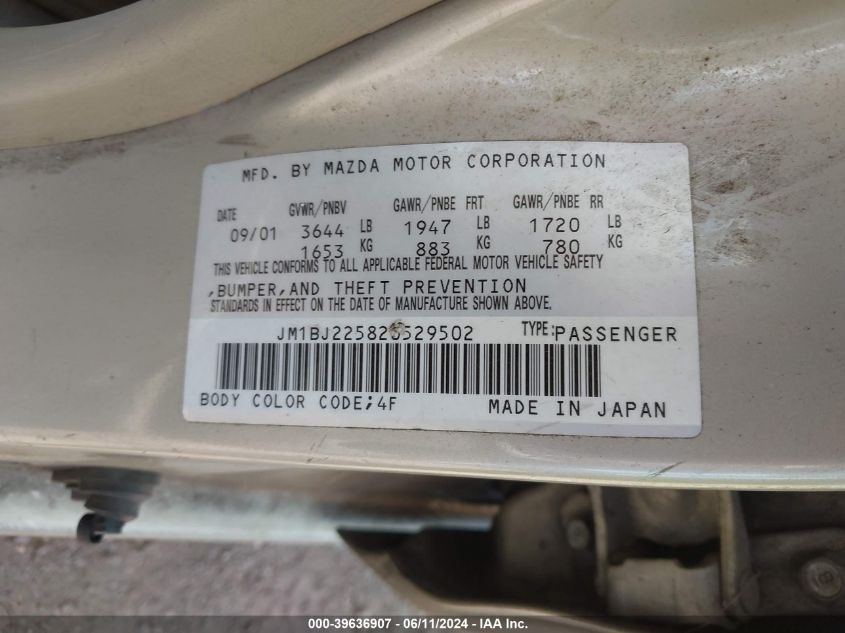 MFD. BY MAZDA MOTOR CORPORATION
DATE GVWR/PNBV GAWR/PNBE FRT GAWR/PNBE RR
09/01 3644 LB 1947 LB 1720 LB
1653 KG 883 KG 780 KG
THIS VEHICLE CONFORMS TO ALL APPLICABLE FEDERAL MOTOR VEHICLE SAFETY
,BUMPER,AND THEFT PREVENTION
STANDARDS IN EFFECT ON THE DATE OF MANUFACTURE SHOWN ABOVE.
JM1BJ225820529502 TYPE:PASSENGER
BODY COLOR CODE;4F MADE IN JAPAN
000-39636907 - 06/11/2024 - IAA Inc.